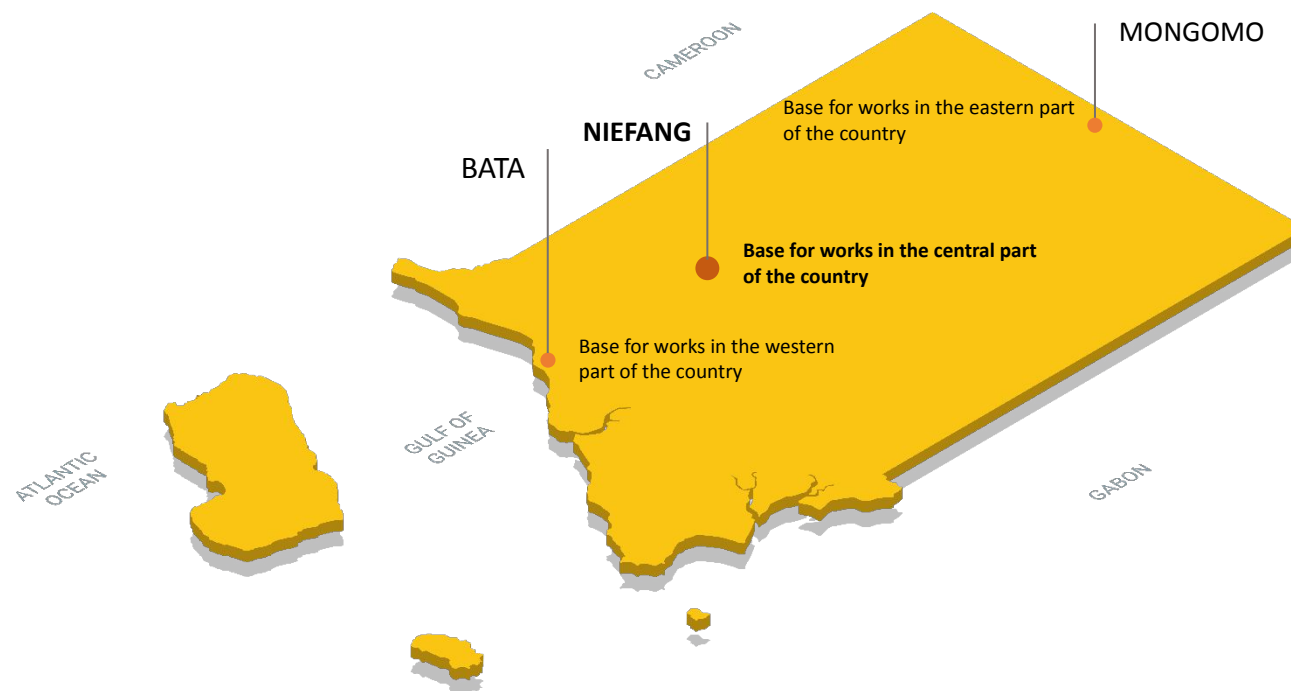 CAMEROON
MONGOMO
Base for works in the eastern part
of the country
NIEFANG
BATA
Base for works in the central part
of the country
Base for works in the western
part of the country
GULF OF
GUINEA
ATLANTIC
OCEAN
GABON